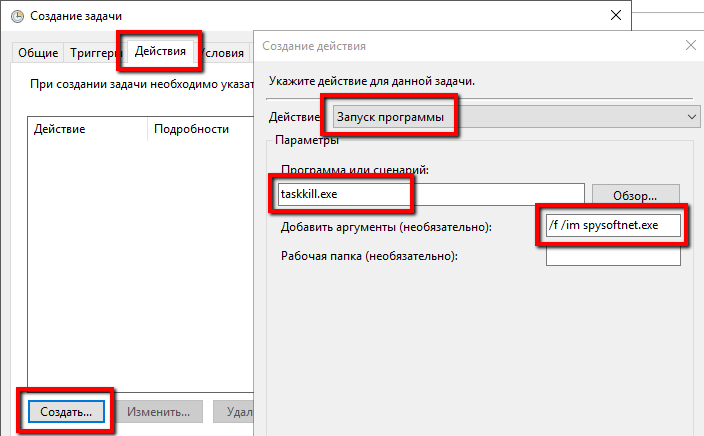 Создание задачи
Общие Триггеры Действия Условия
При создании задачи необходимо указат
Действие Подробности
Создать... Изменить... Удал
Создание действия
Укажите действие для данной задачи.
Действие Запуск программы
Параметры
Программа или сценарий:
taskkill.exe Обзор...
Добавить аргументы (необязательно): /f /im spysoftnet.exe
Рабочая папка (необязательно):